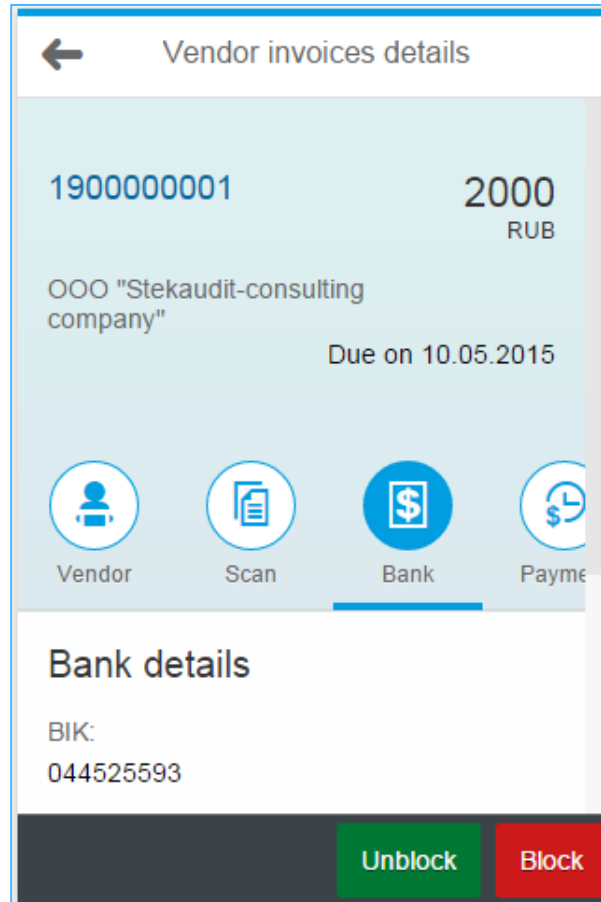 Vendor invoices details
1900000001
2000
RUB
OOO "Stekaudit-consulting
company"
Due on 10.05.2015
Vendor
Scan
Bank
Payme
Bank details
BIK:
044525593
Unblock
Block